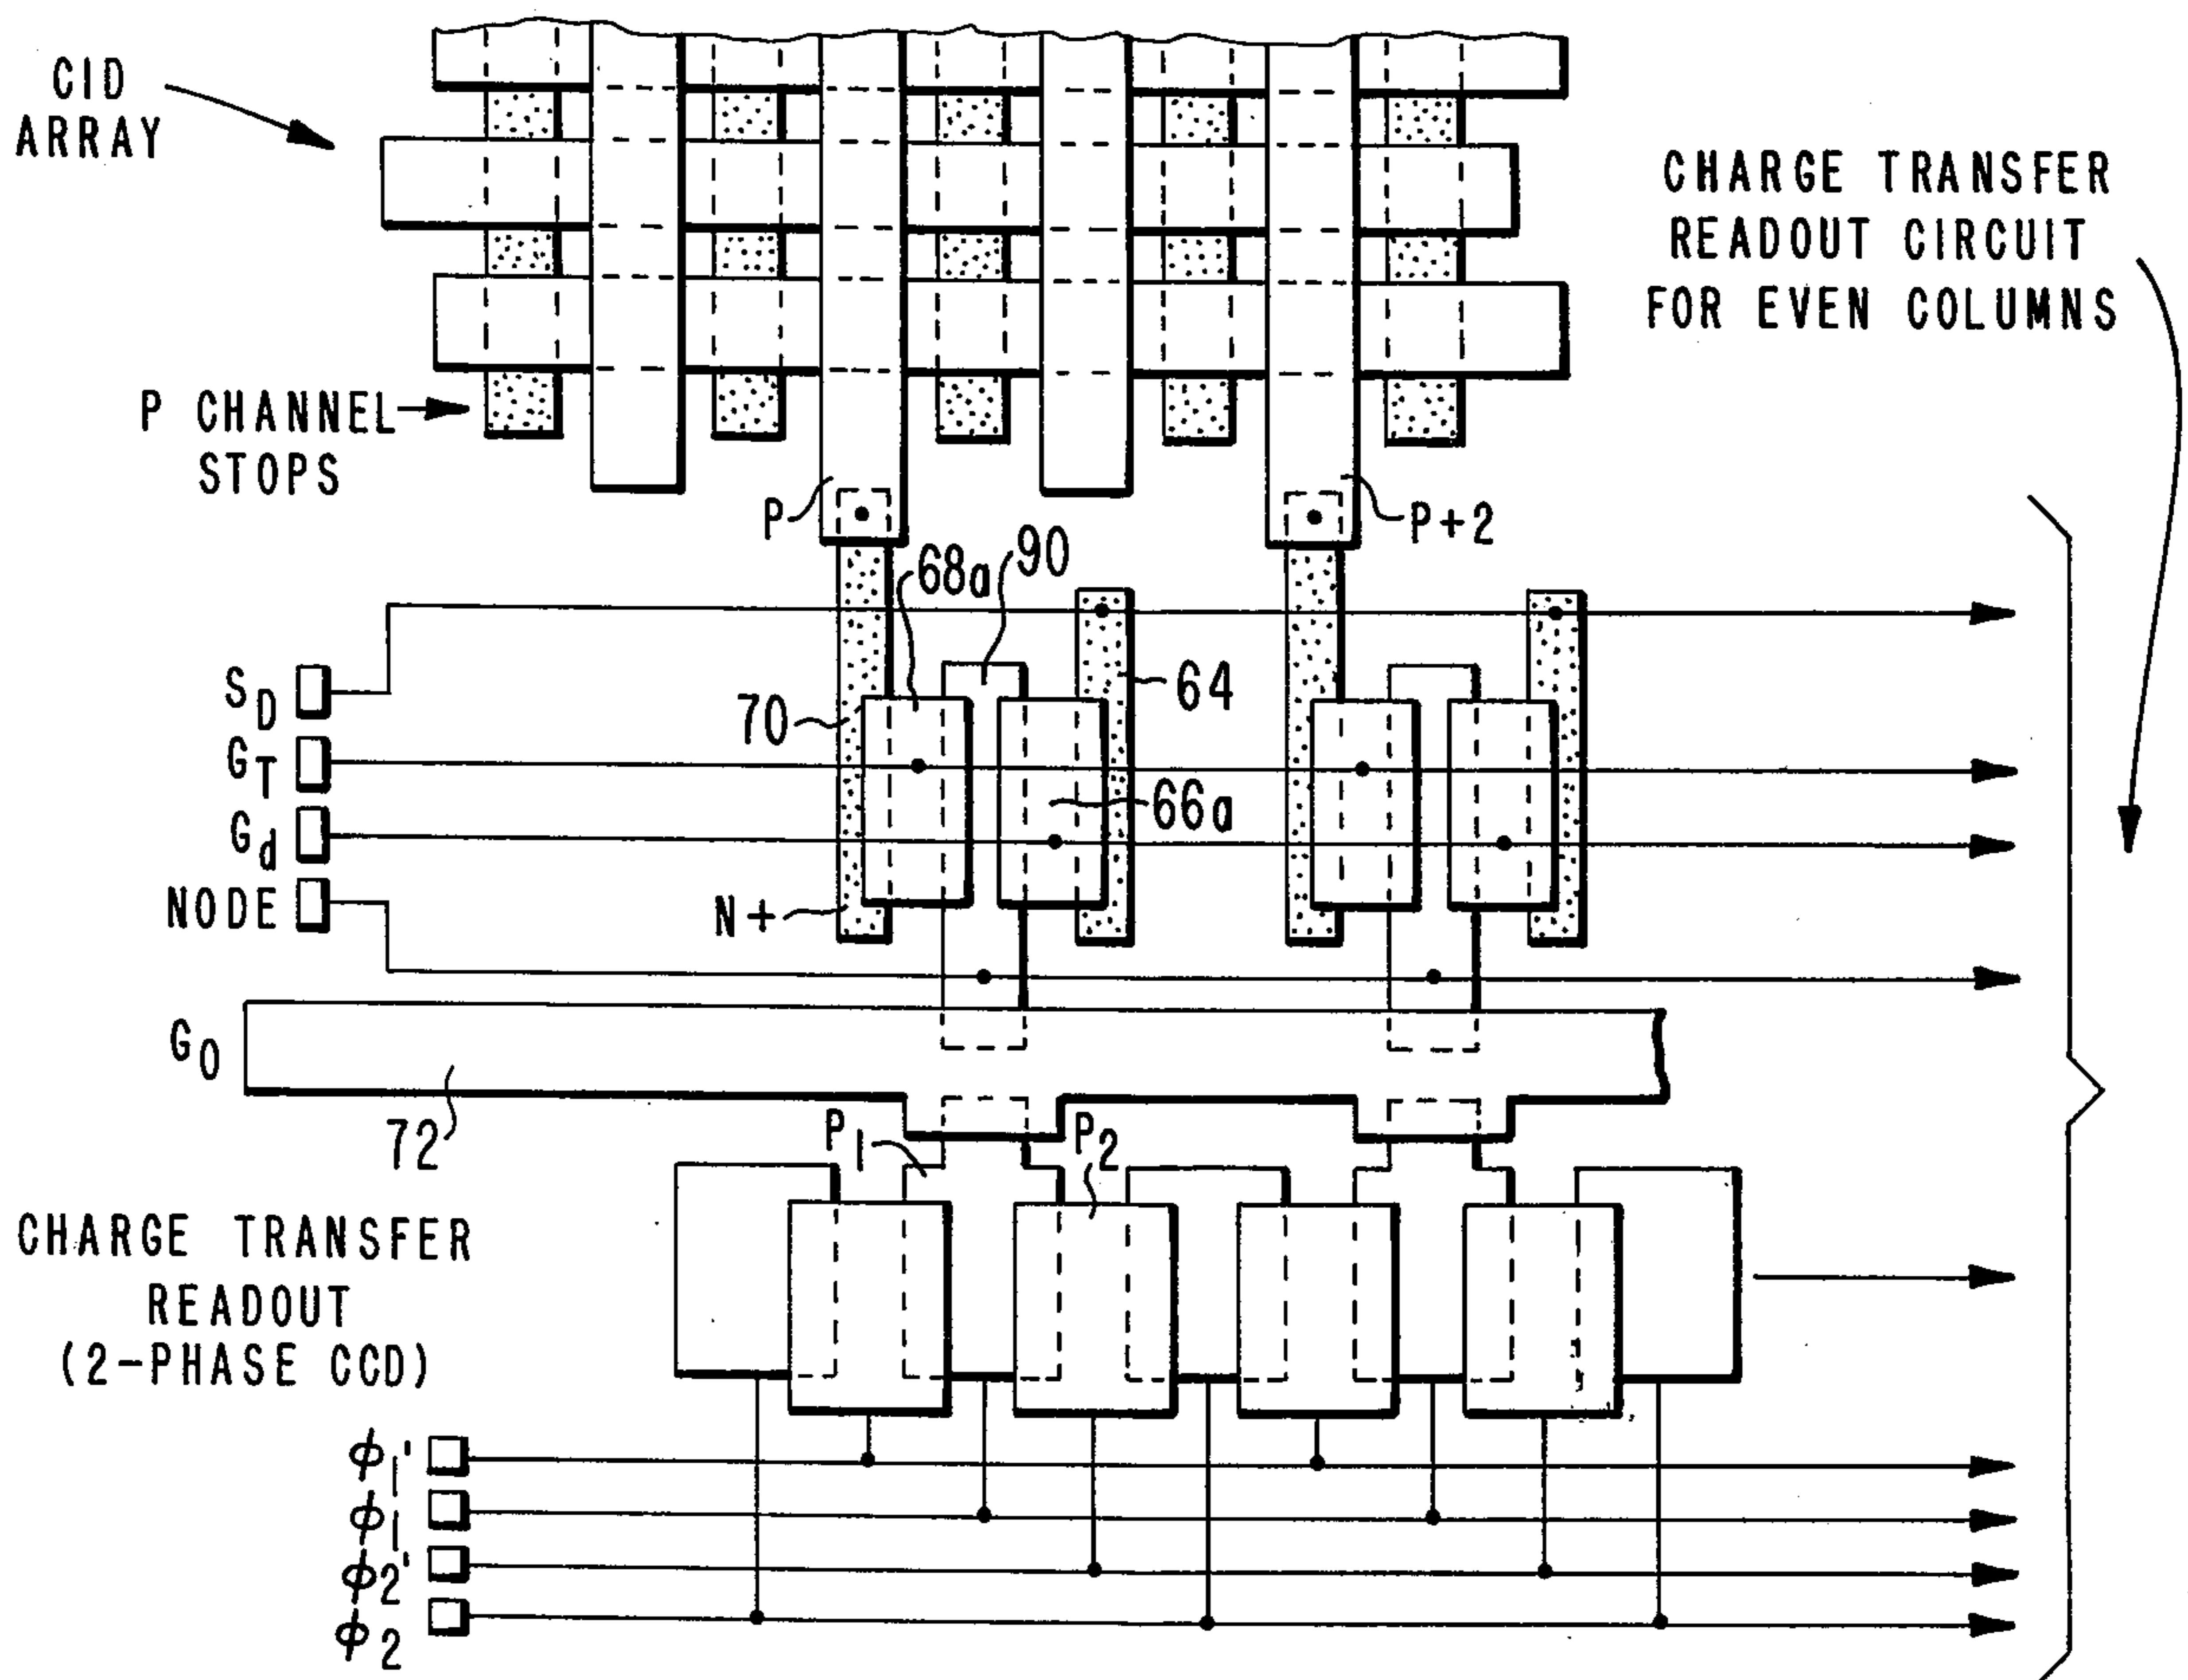 CID
ARRAY
CHARGE TRANSFER
READOUT CIRCUIT
FOR EVEN COLUMNS
P CHANNEL
STOPS
P
P+2
68a
90
64
70
66a
N+
S_D
G_T
G_d
NODE
G_0
72
P_1
P_2
CHARGE TRANSFER
READOUT
(2-PHASE CCD)
ϕ_1'
ϕ_1
ϕ_2'
ϕ_2